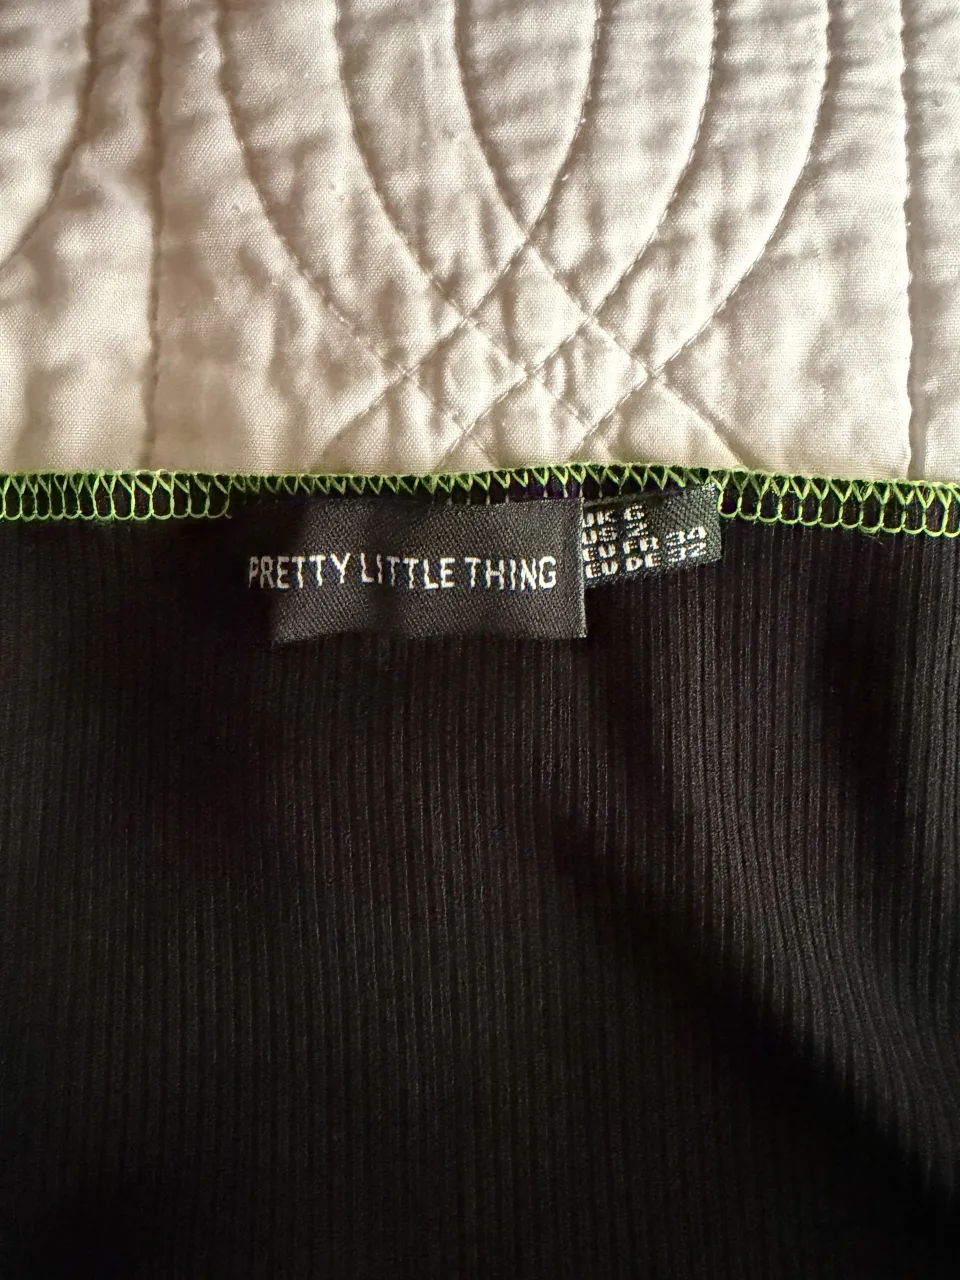 PRETTY LITTLE THING
UK 6
US 2
EU FR 34
EU DE 32